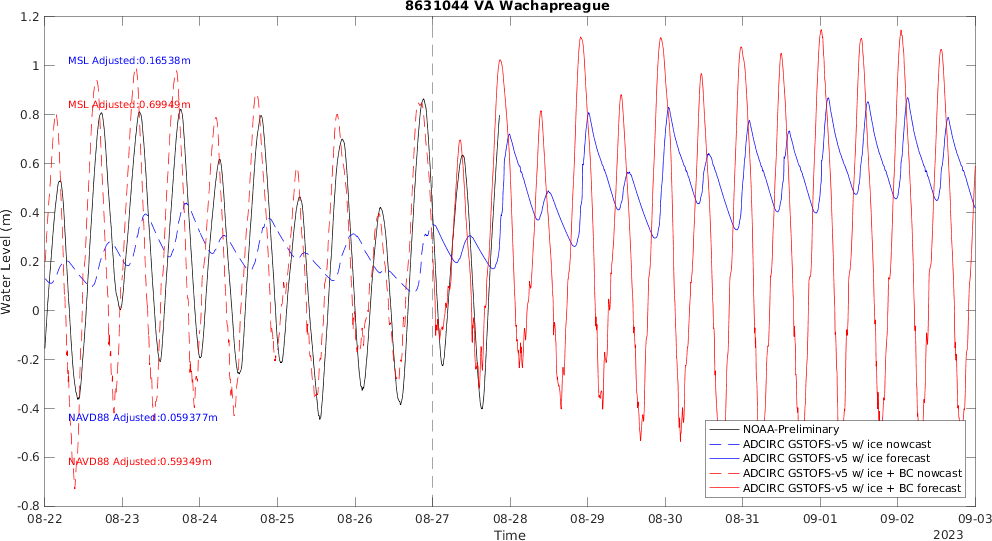 8631044 VA Wachapreague
1.2
1
0.8
0.6
0.4
0.2
0
-0.2
-0.4
-0.6
-0.8
Water Level (m)
MSL Adjusted:0.16538m
MSL Adjusted:0.69949m
NAVD88 Adjusted:0.059377m
NAVD88 Adjusted:0.59349m
NOAA-Preliminary
ADCIRC GSTOFS-v5 w/ ice nowcast
ADCIRC GSTOFS-v5 w/ ice forecast
ADCIRC GSTOFS-v5 w/ ice + BC nowcast
ADCIRC GSTOFS-v5 w/ ice + BC forecast
08-22 08-23 08-24 08-25 08-26 08-27 08-28 08-29 08-30 08-31 09-01 09-02 09-03
Time
2023